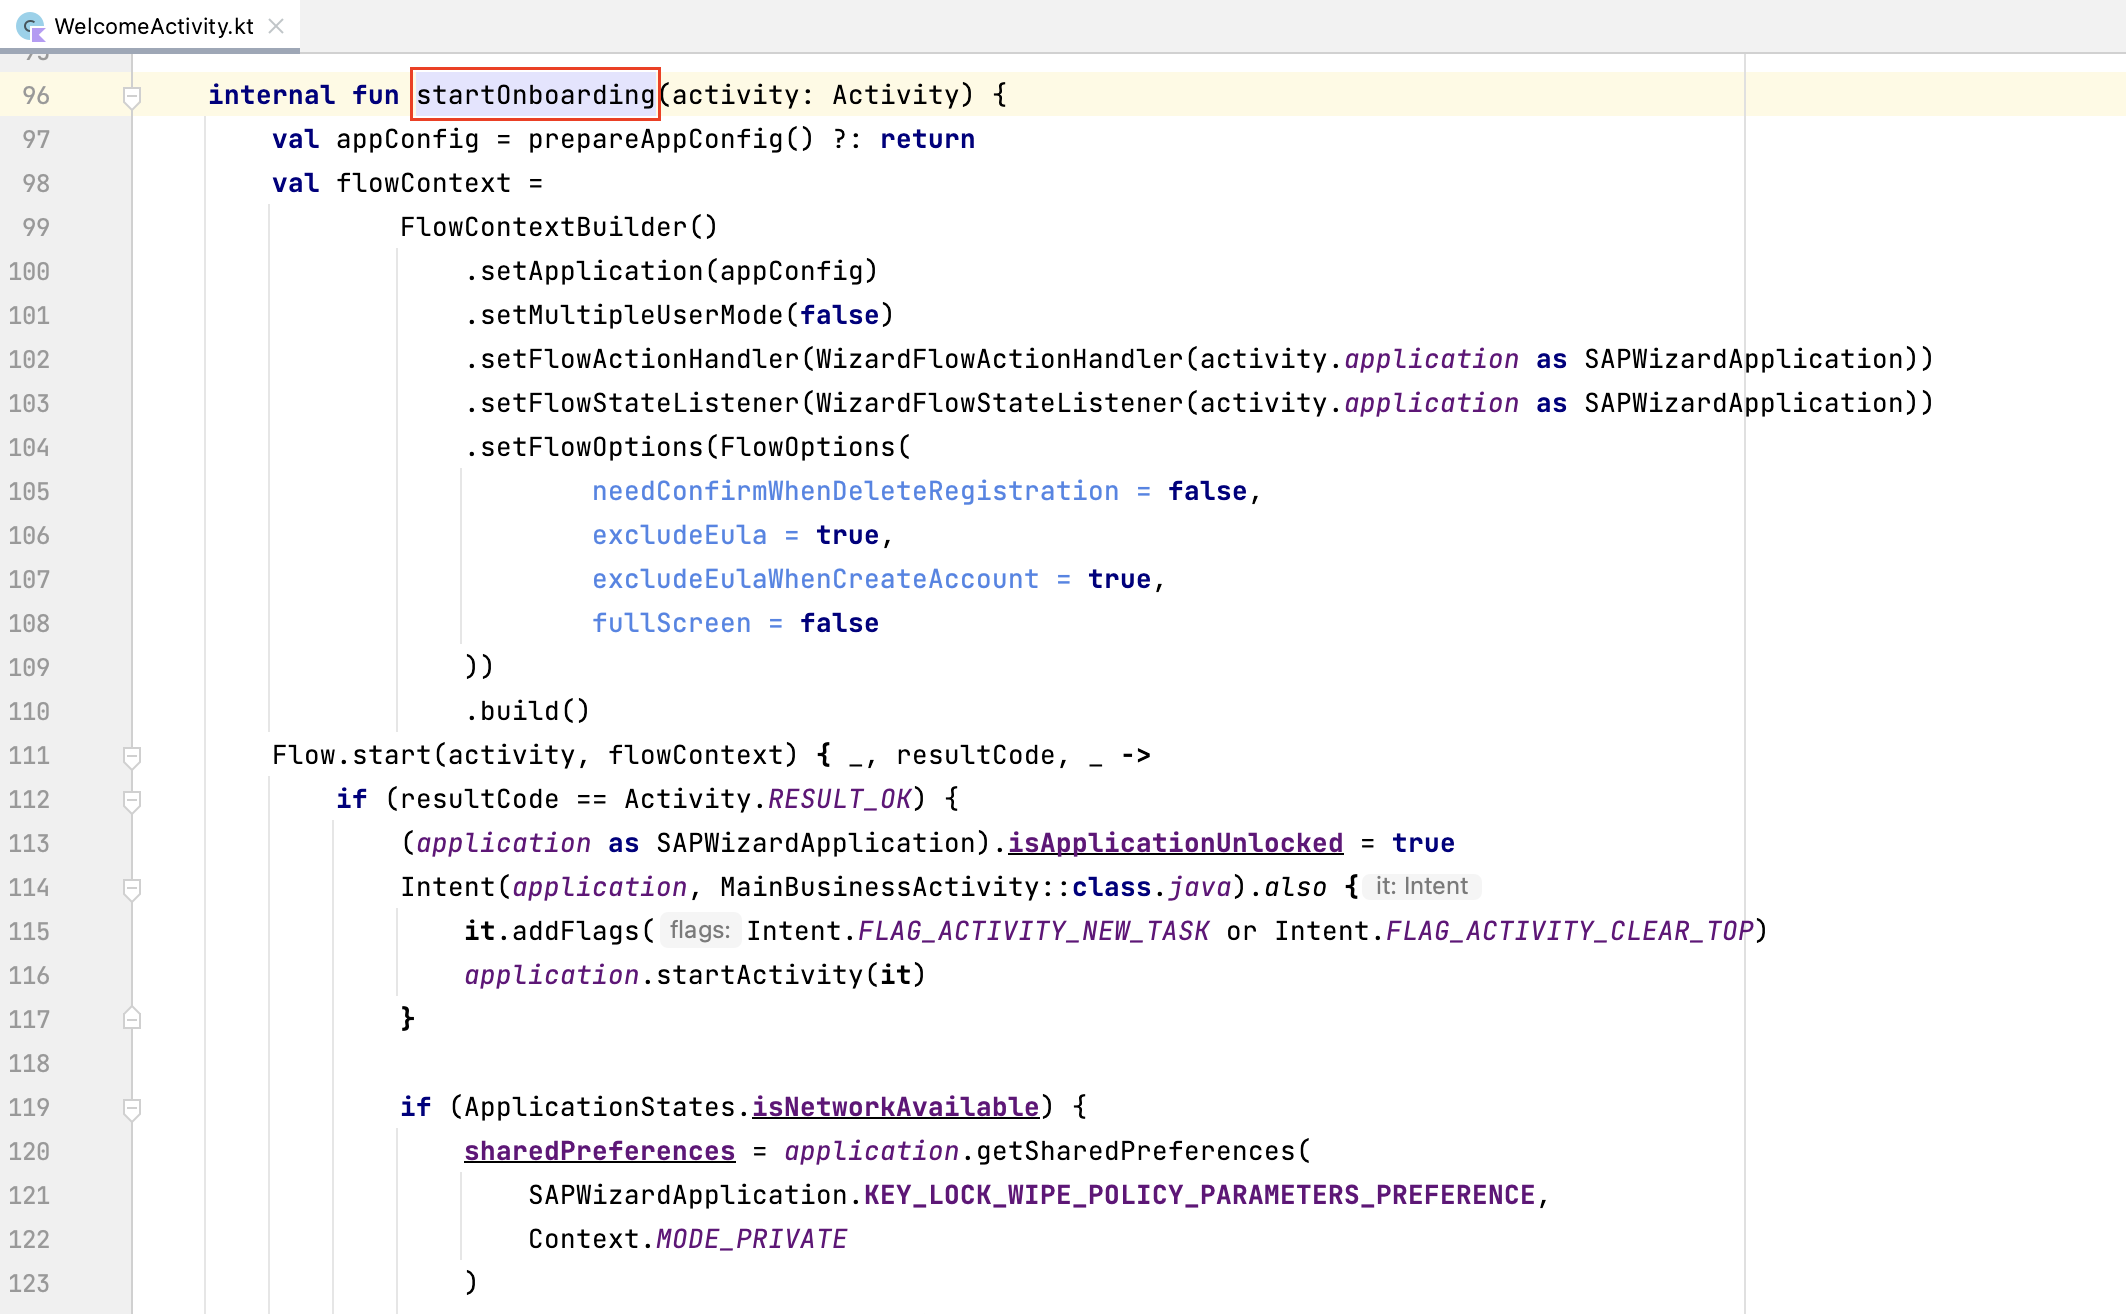 WelcomeActivity.kt
95
96 internal fun startOnboarding(activity: Activity) {
97 val appConfig = prepareAppConfig() ?: return
98 val flowContext =
99 FlowContextBuilder()
100 .setApplication(appConfig)
101 .setMultipleUserMode(false)
102 .setFlowActionHandler(WizardFlowActionHandler(activity.application as SAPWizardApplication))
103 .setFlowStateListener(WizardFlowStateListener(activity.application as SAPWizardApplication))
104 .setFlowOptions(FlowOptions(
105 needConfirmWhenDeleteRegistration = false,
106 excludeEula = true,
107 excludeEulaWhenCreateAccount = true,
108 fullScreen = false
109 ))
110 .build()
111 Flow.start(activity, flowContext) { _, resultCode, _ ->
112 if (resultCode == Activity.RESULT_OK) {
113 (application as SAPWizardApplication).isApplicationUnlocked = true
114 Intent(application, MainBusinessActivity::class.java).also { it: Intent
115 it.addFlags( flags: Intent.FLAG_ACTIVITY_NEW_TASK or Intent.FLAG_ACTIVITY_CLEAR_TOP)
116 application.startActivity(it)
117 }
118
119 if (ApplicationStates.isNetworkAvailable) {
120 sharedPreferences = application.getSharedPreferences(
121 SAPWizardApplication.KEY_LOCK_WIPE_POLICY_PARAMETERS_PREFERENCE,
122 Context.MODE_PRIVATE
123 )